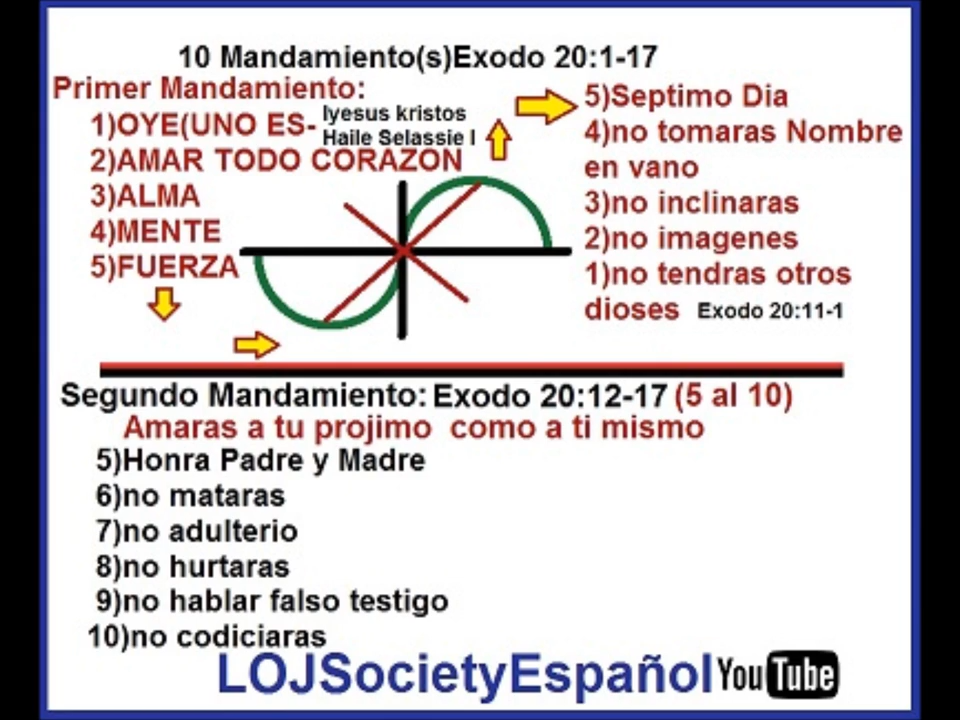 10 Mandamiento(s)Exodo 20:1-17
Primer Mandamiento:
1)OYE(UNO ES-
Iyesus kristos
Haile Selassie I
2)AMAR TODO CORAZON
3)ALMA
4)MENTE
5)FUERZA
5)Septimo Dia
4)no tomaras Nombre
en vano
3)no inclinaras
2)no imagenes
1)no tendras otros
dioses Exodo 20:11-1
Segundo Mandamiento: Exodo 20:12-17 (5 al 10)
Amaras a tu projimo como a ti mismo
5)Honra Padre y Madre
6)no mataras
7)no adulterio
8)no hurtaras
9)no hablar falso testigo
10)no codiciaras
LOJSocietyEspañol YouTube